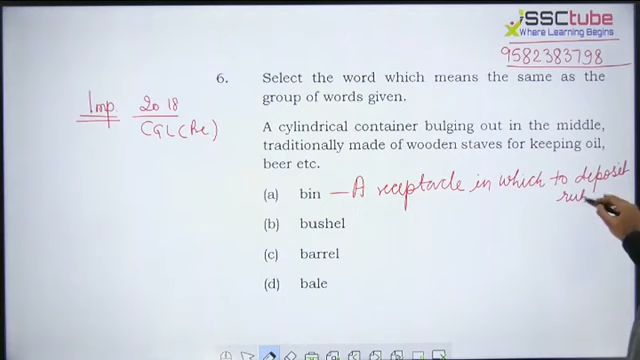 SSCtube
Where Learning Begins
9582383798
6. Select the word which means the same as the
group of words given.
Imp. 2018
CGL (Re)
A cylindrical container bulging out in the middle,
traditionally made of wooden staves for keeping oil,
beer etc.
(a) bin — A receptacle in which to deposit
(b) bushel
(c) barrel
(d) bale